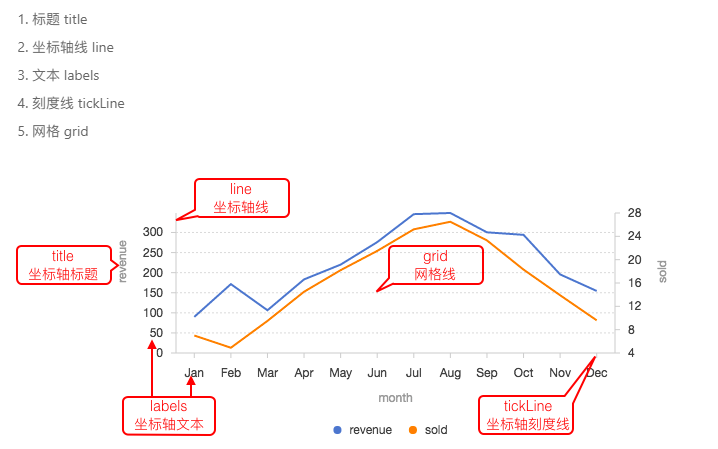 1. 标题 title
2. 坐标轴线 line
3. 文本 labels
4. 刻度线 tickLine
5. 网格 grid
line
坐标轴线
title
坐标轴标题
revenue
grid
网格线
300
250
200
150
100
50
0
28
24
20
16
12
8
4
sold
Jan Feb Mar Apr May Jun Jul Aug Sep Oct Nov Dec
month
labels
坐标轴文本
tickLine
坐标轴刻度线
revenue sold